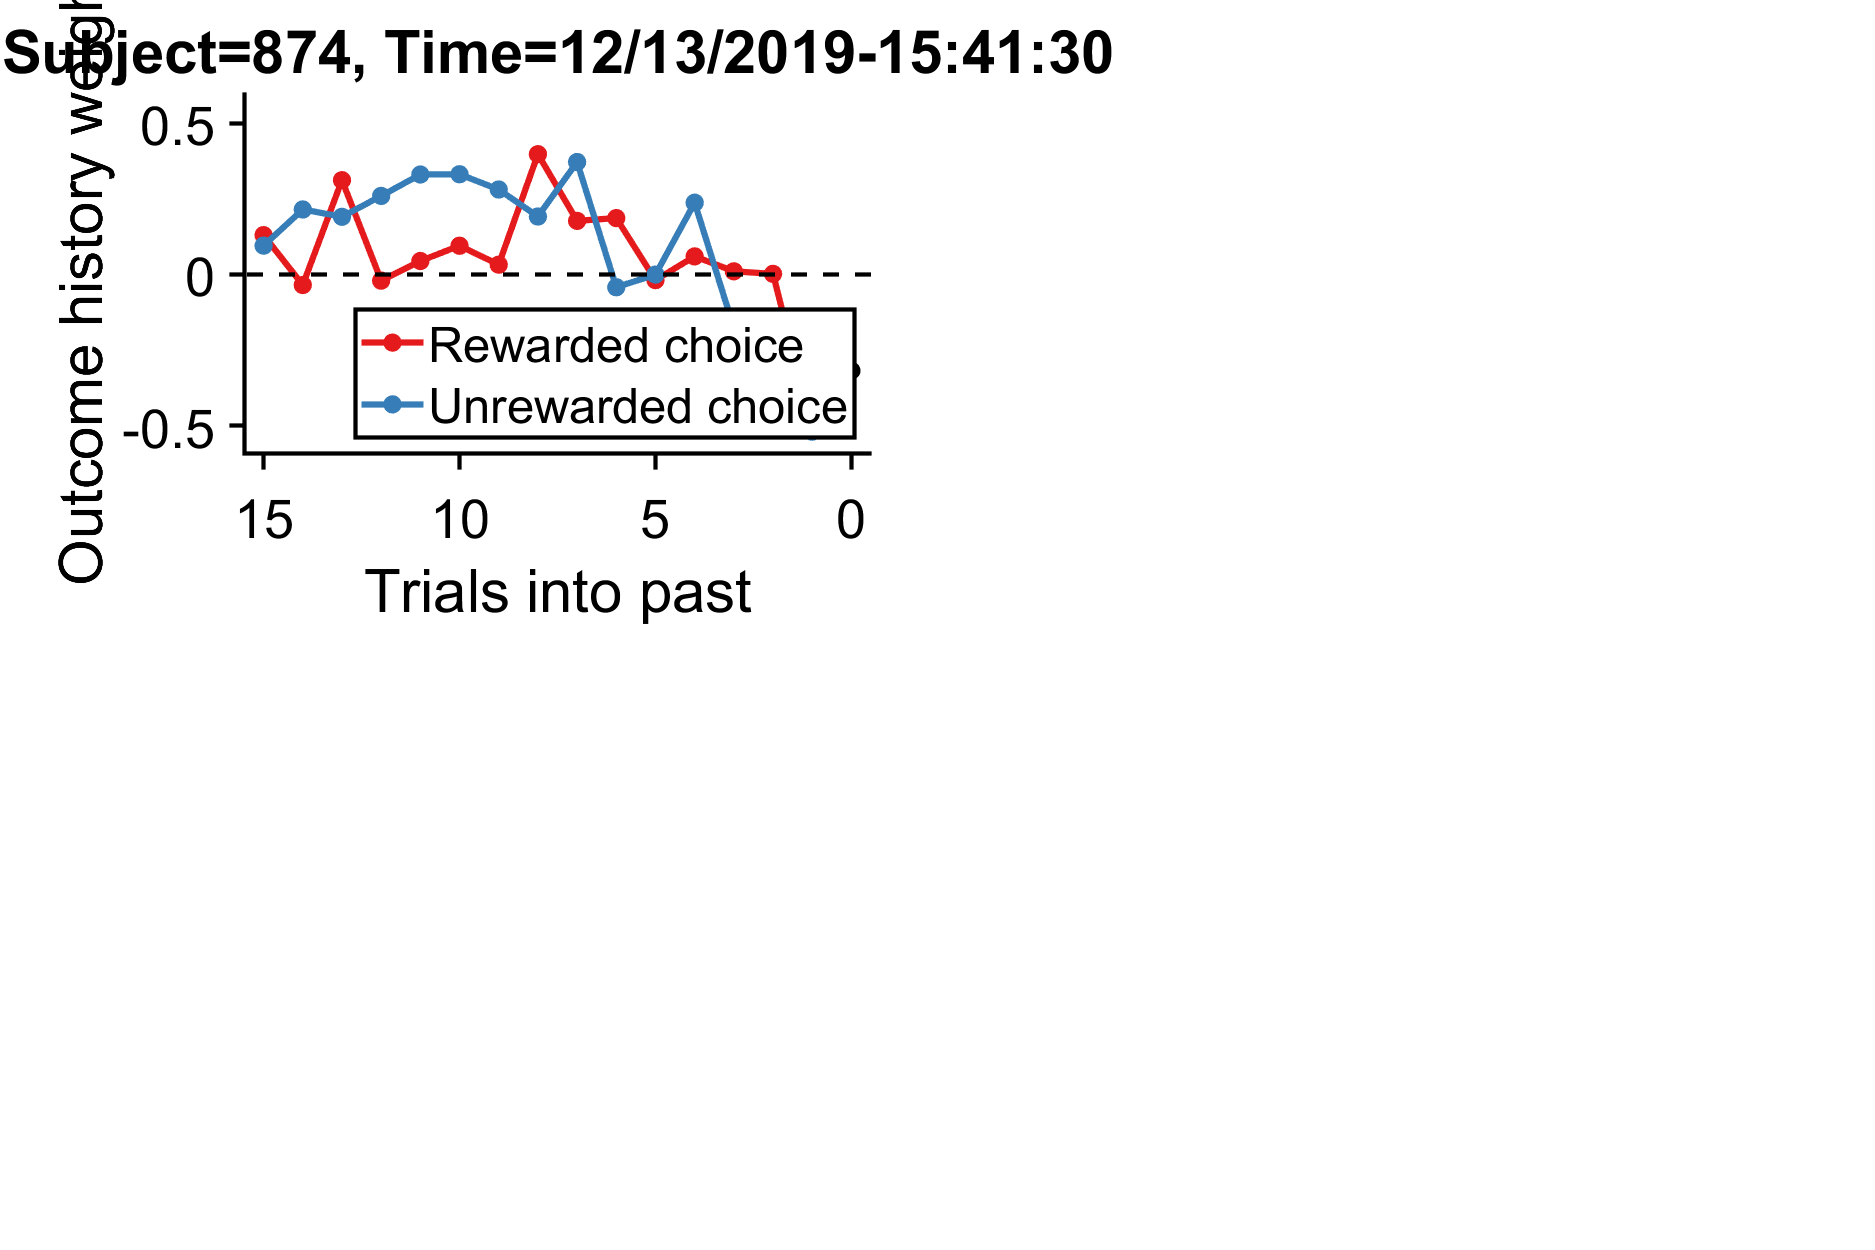 Subject=874, Time=12/13/2019-15:41:30
Outcome history
0.5
0
-0.5
Rewarded choice
Unrewarded choice
15 10 5 0
Trials into past